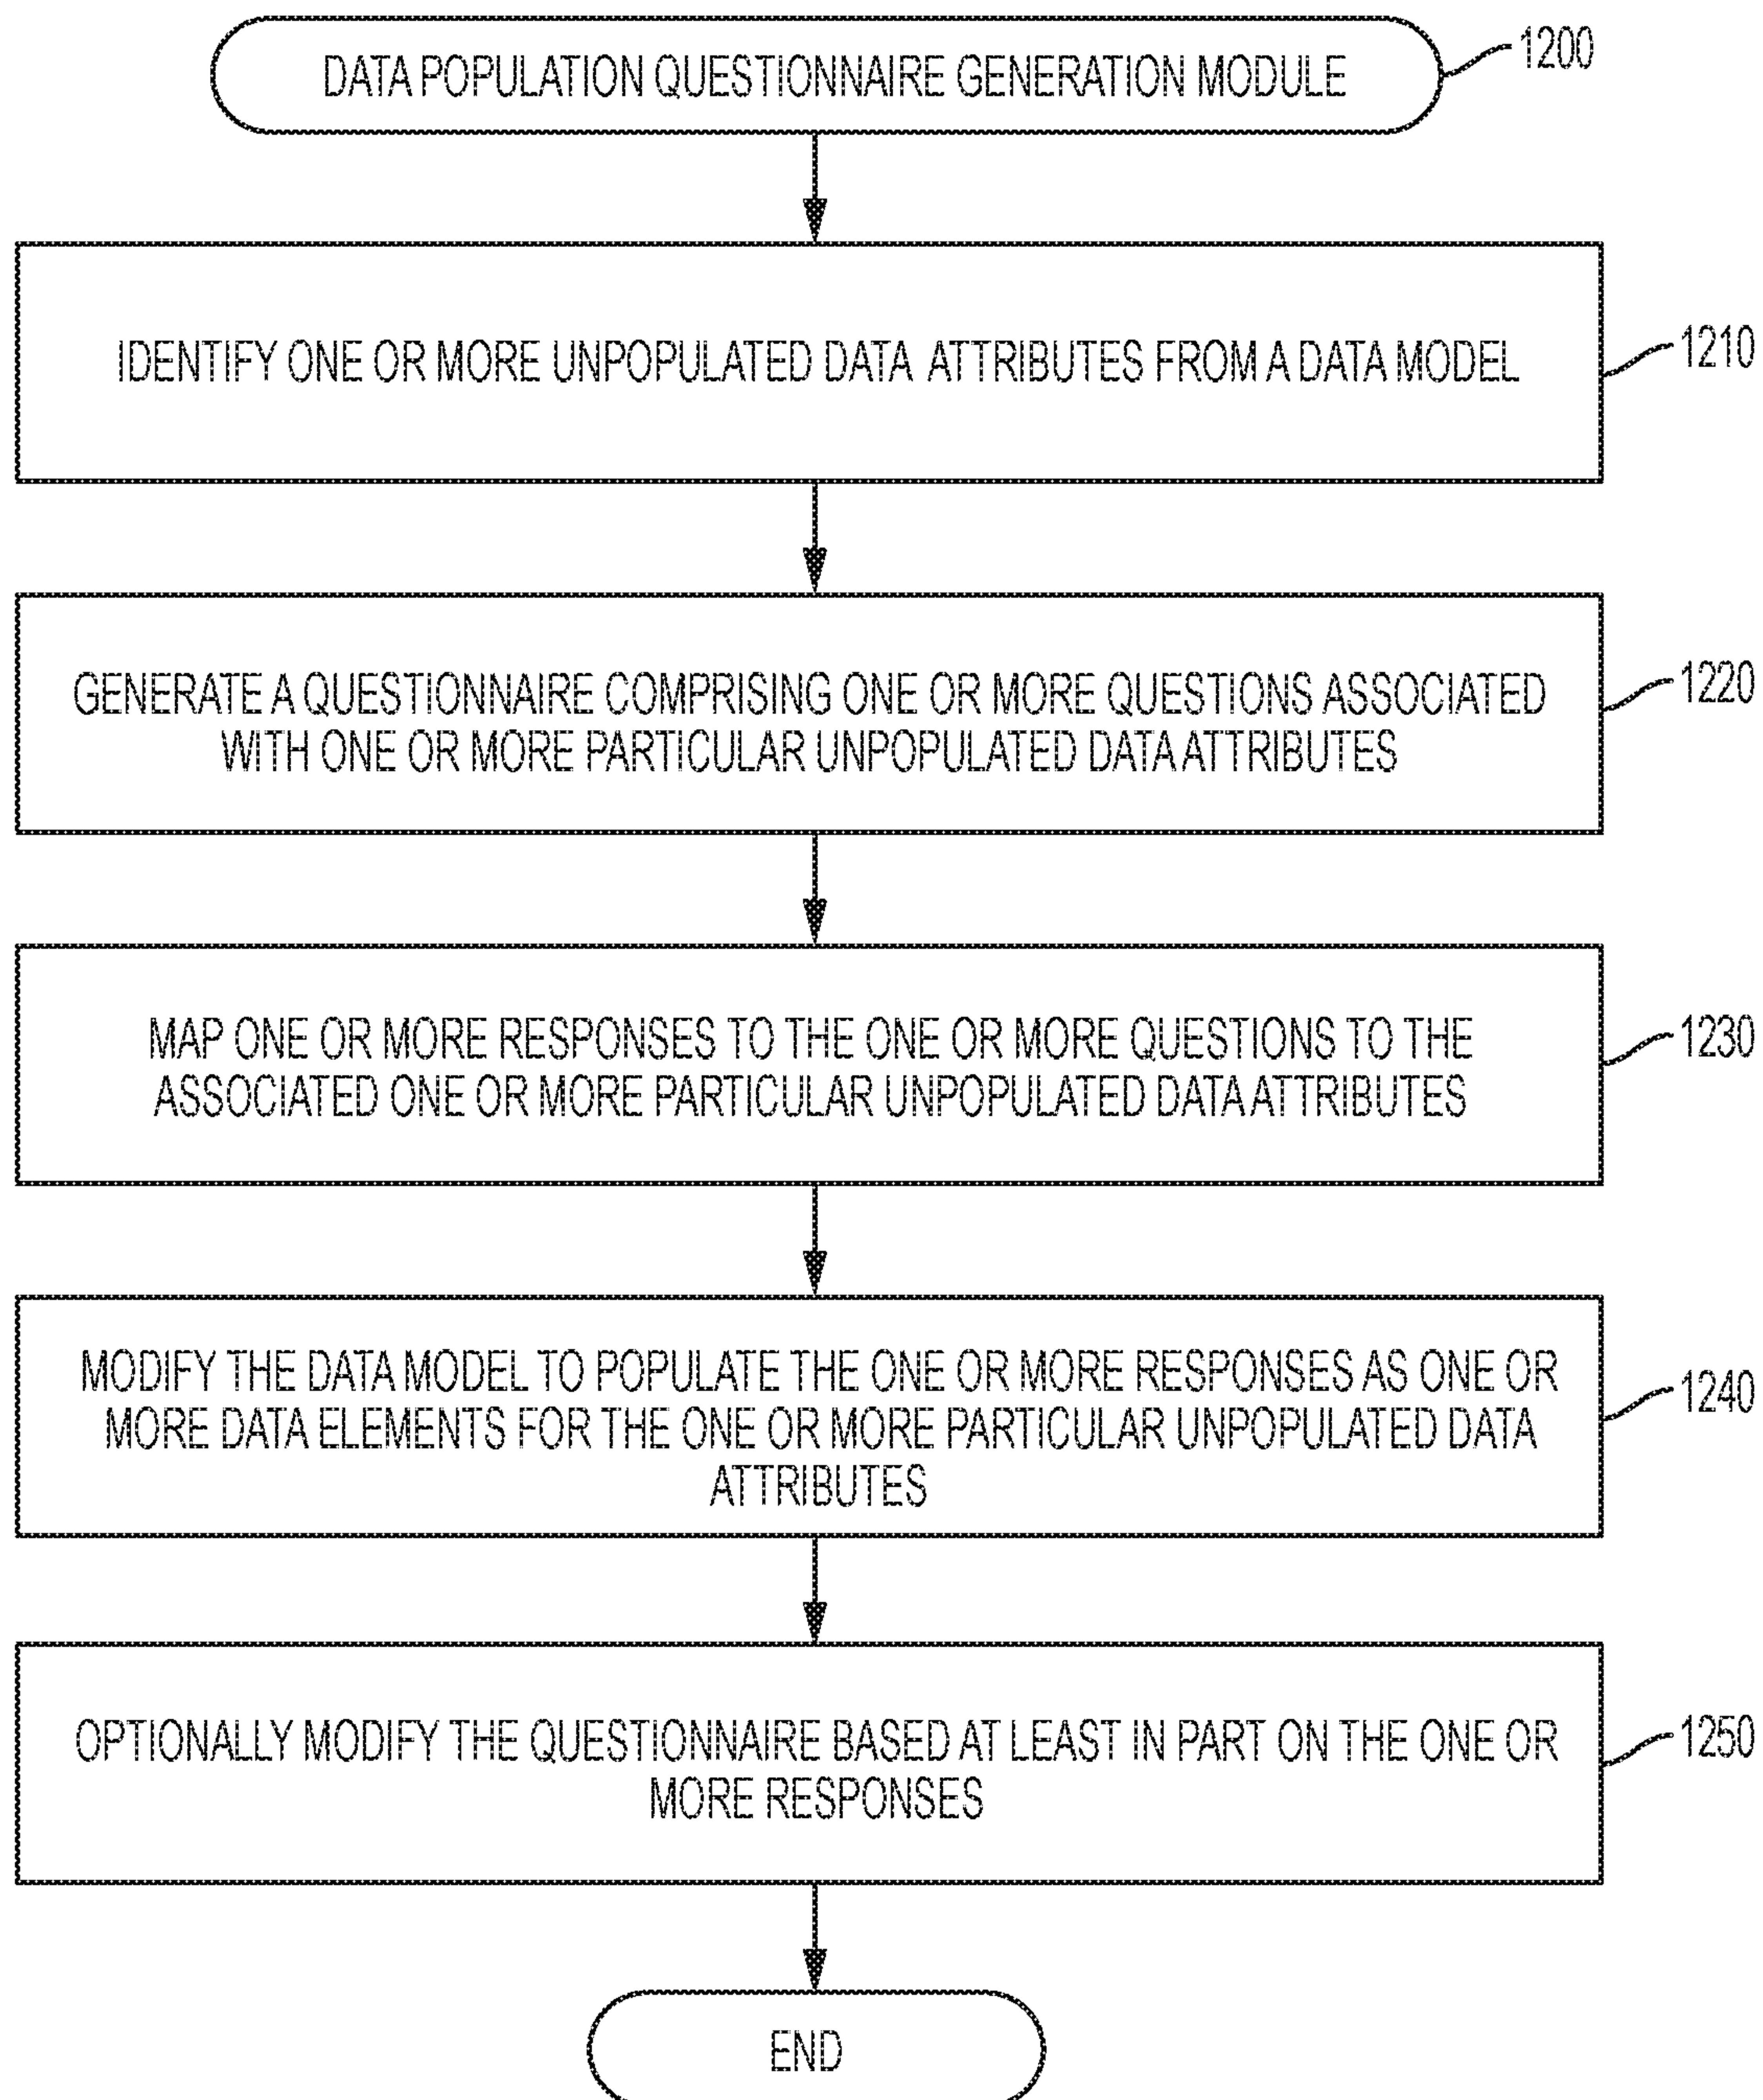 DATA POPULATION QUESTIONNAIRE GENERATION MODULE
1200
IDENTIFY ONE OR MORE UNPOPULATED DATA ATTRIBUTES FROM A DATA MODEL
1210
GENERATE A QUESTIONNAIRE COMPRISING ONE OR MORE QUESTIONS ASSOCIATED
WITH ONE OR MORE PARTICULAR UNPOPULATED DATA ATTRIBUTES
1220
MAP ONE OR MORE RESPONSES TO THE ONE OR MORE QUESTIONS TO THE
ASSOCIATED ONE OR MORE PARTICULAR UNPOPULATED DATA ATTRIBUTES
1230
MODIFY THE DATA MODEL TO POPULATE THE ONE OR MORE RESPONSES AS ONE OR
MORE DATA ELEMENTS FOR THE ONE OR MORE PARTICULAR UNPOPULATED DATA
ATTRIBUTES
1240
OPTIONALLY MODIFY THE QUESTIONNAIRE BASED AT LEAST IN PART ON THE ONE OR
MORE RESPONSES
1250
END